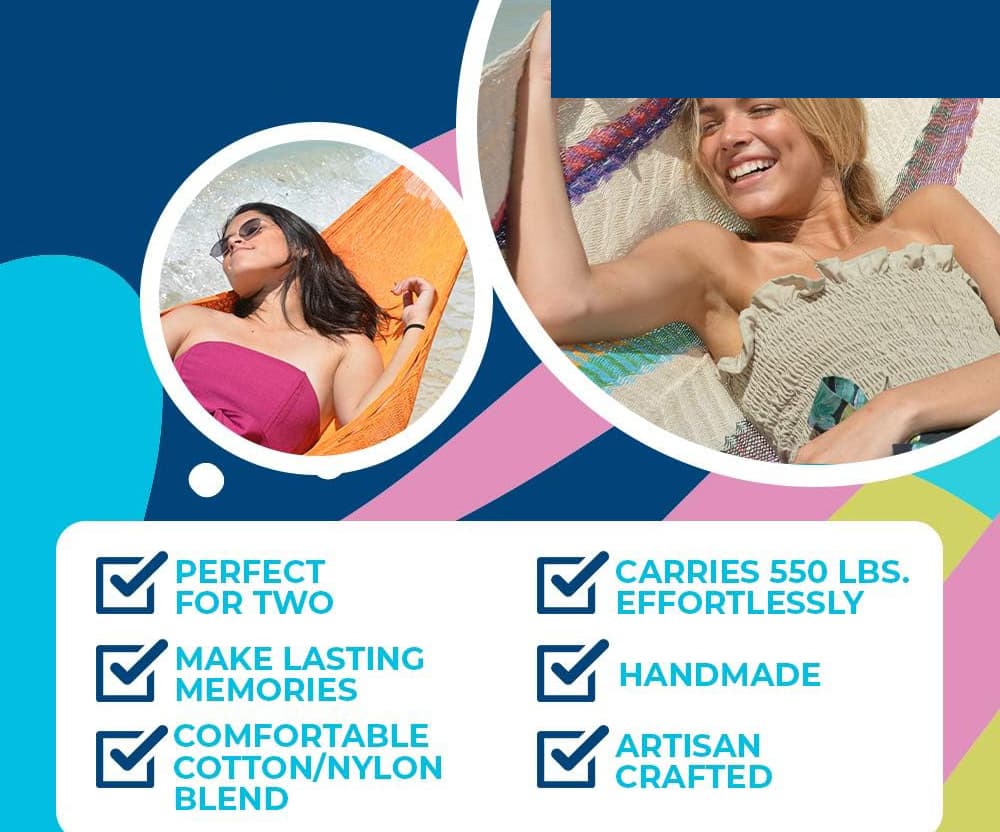 PERFECT
FOR TWO
MAKE LASTING
MEMORIES
COMFORTABLE
COTTON/NYLON
BLEND
CARRIES 550 LBS.
EFFORTLESSLY
HANDMADE
ARTISAN
CRAFTED